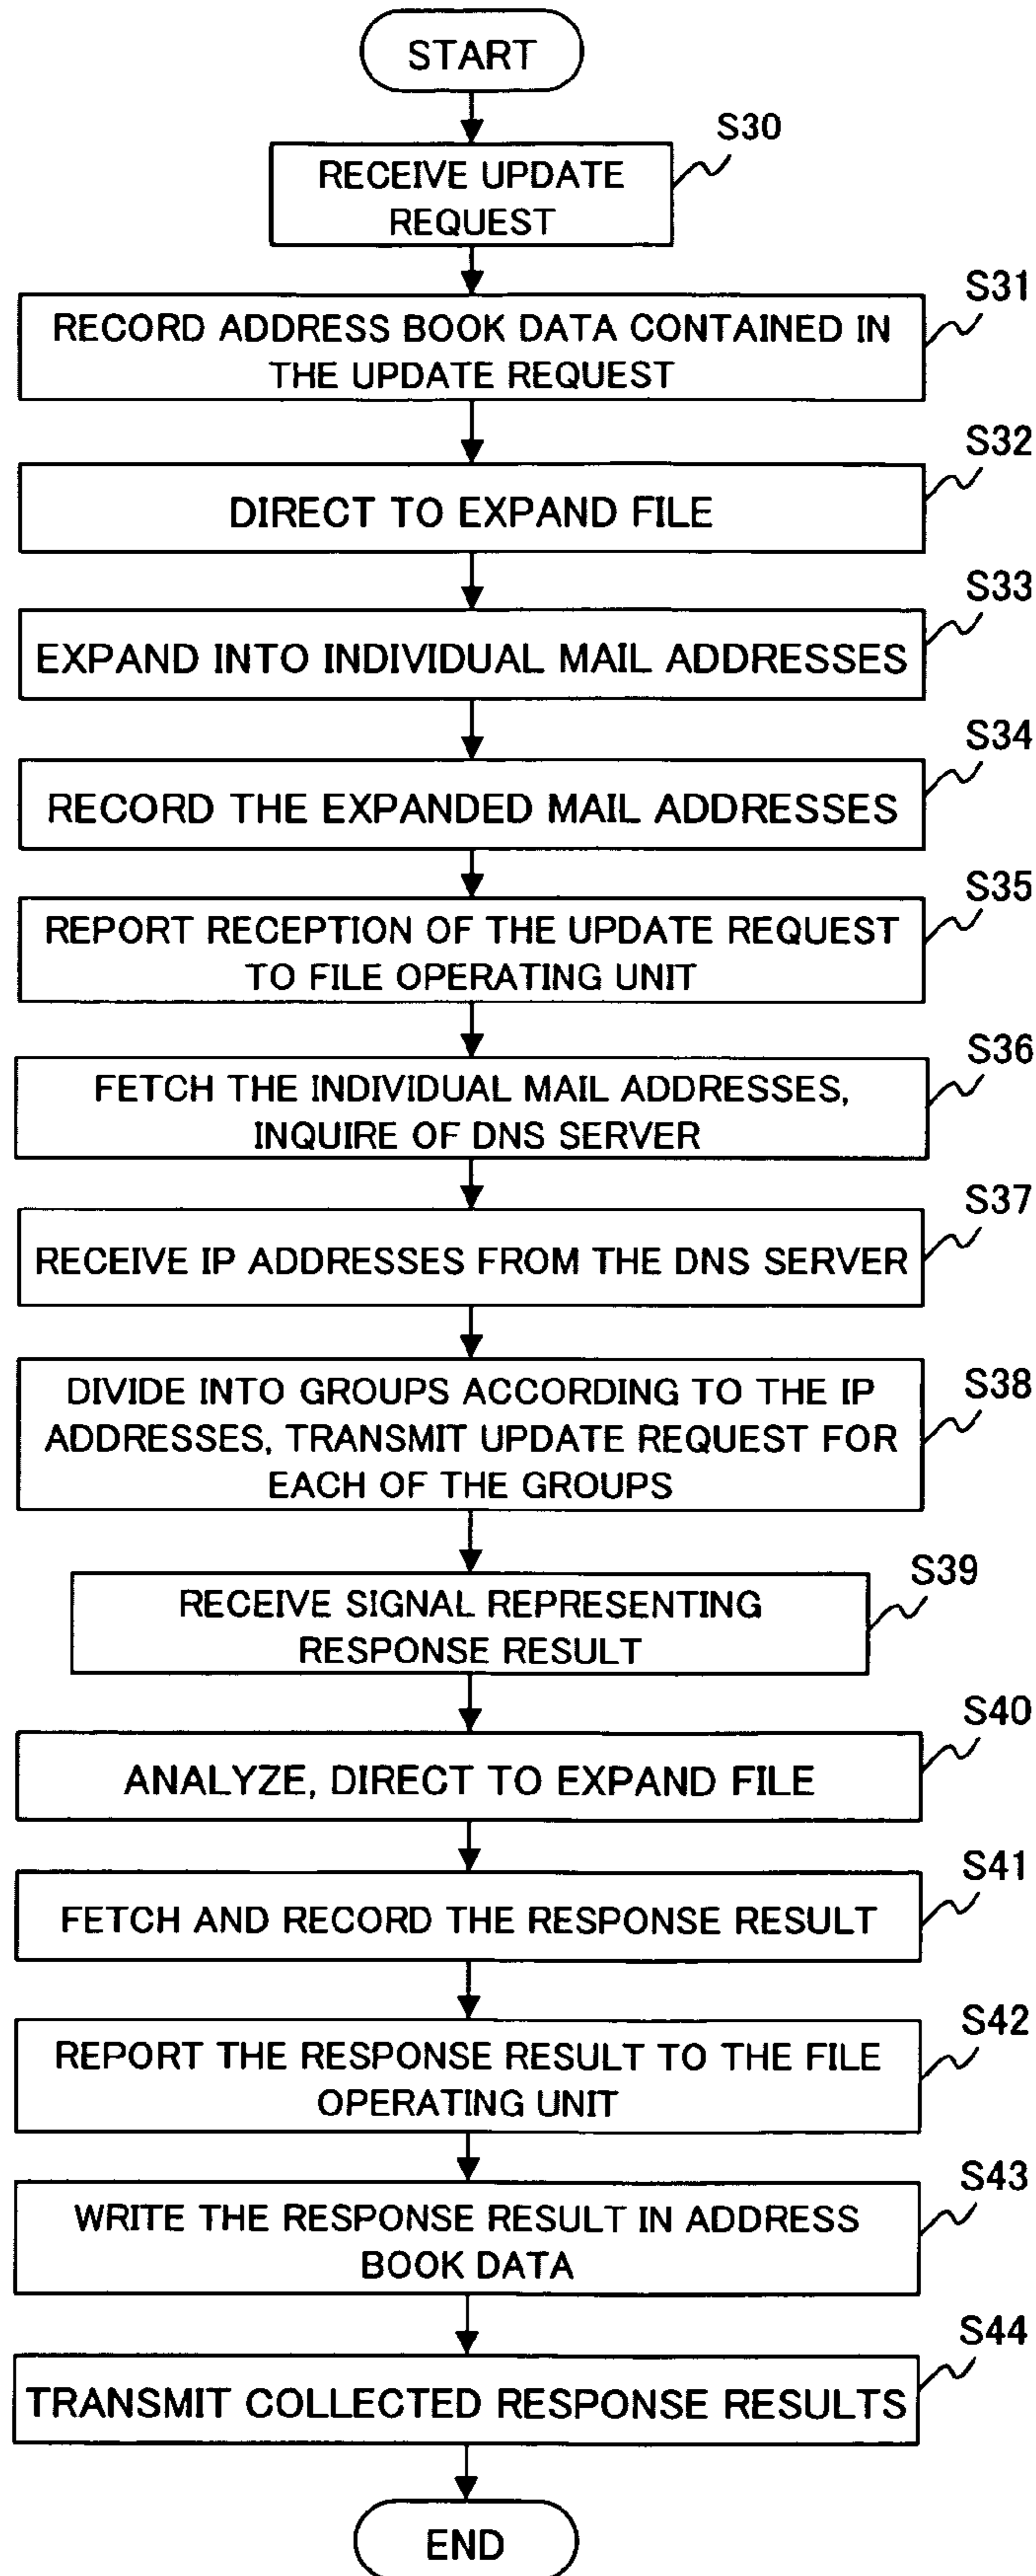 START
S30
RECEIVE UPDATE
REQUEST
S31
RECORD ADDRESS BOOK DATA CONTAINED IN
THE UPDATE REQUEST
S32
DIRECT TO EXPAND FILE
S33
EXPAND INTO INDIVIDUAL MAIL ADDRESSES
S34
RECORD THE EXPANDED MAIL ADDRESSES
S35
REPORT RECEPTION OF THE UPDATE REQUEST
TO FILE OPERATING UNIT
S36
FETCH THE INDIVIDUAL MAIL ADDRESSES,
INQUIRE OF DNS SERVER
S37
RECEIVE IP ADDRESSES FROM THE DNS SERVER
S38
DIVIDE INTO GROUPS ACCORDING TO THE IP
ADDRESSES, TRANSMIT UPDATE REQUEST FOR
EACH OF THE GROUPS
S39
RECEIVE SIGNAL REPRESENTING
RESPONSE RESULT
S40
ANALYZE, DIRECT TO EXPAND FILE
S41
FETCH AND RECORD THE RESPONSE RESULT
S42
REPORT THE RESPONSE RESULT TO THE FILE
OPERATING UNIT
S43
WRITE THE RESPONSE RESULT IN ADDRESS
BOOK DATA
S44
TRANSMIT COLLECTED RESPONSE RESULTS
END